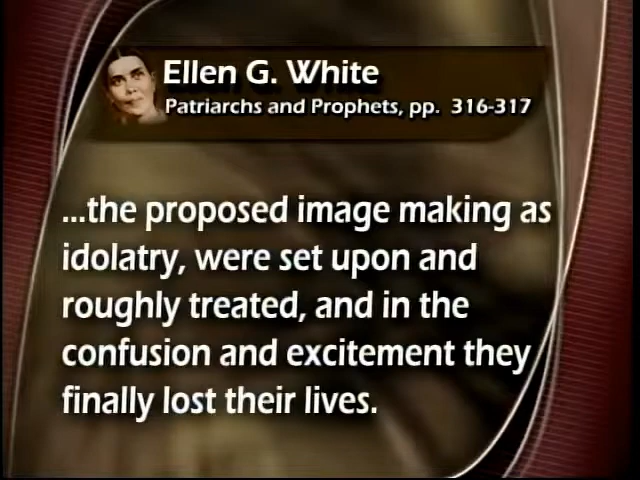 Ellen G. White
Patriarchs and Prophets, pp. 316-317
...the proposed image making as
idolatry, were set upon and
roughly treated, and in the
confusion and excitement they
finally lost their lives.